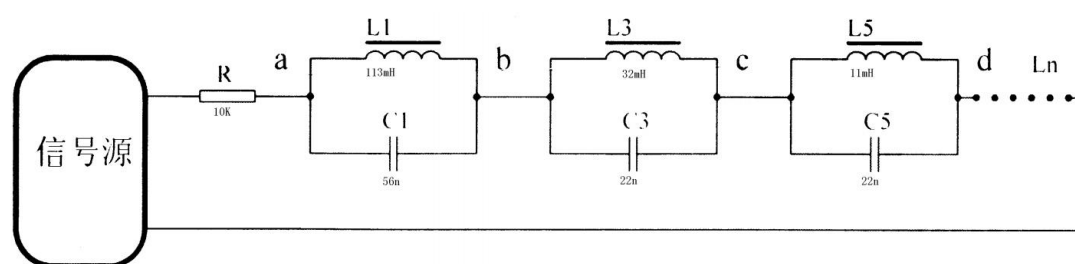 信号源
R
10K
a
L1
113mH
C1
56n
b
L3
32mH
C3
22n
c
L5
11mH
C5
22n
d
Ln